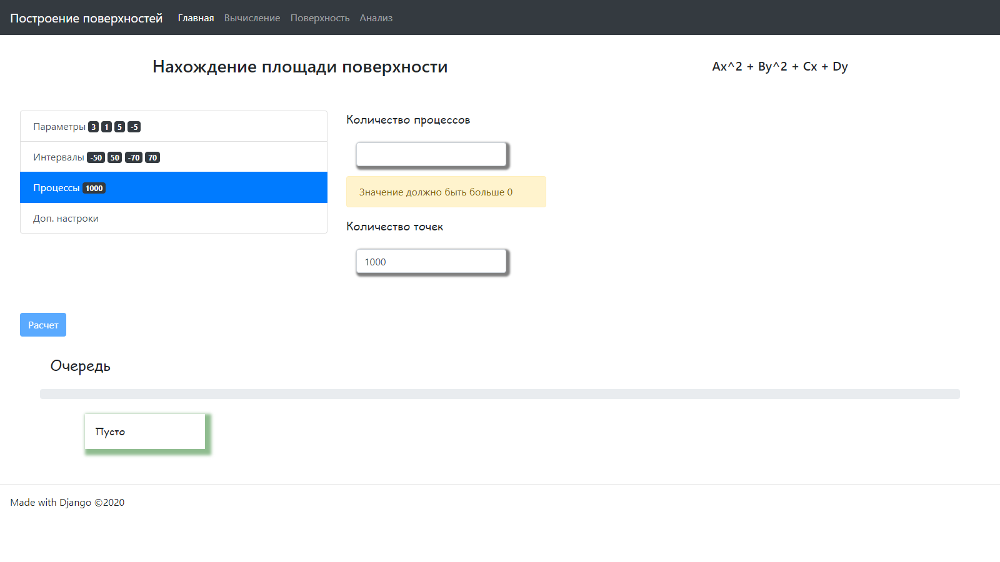 Построение поверхностей Главная Вычисление Поверхность Анализ
Нахождение площади поверхности
Ax^2 + By^2 + Cx + Dy
Параметры 3 1 5 -5
Интервалы -50 50 -70 70
Процессы 1000
Доп. настроки
Количество процессов
Значение должно быть больше 0
Количество точек
1000
Расчет
Очередь
Пусто
Made with Django ©2020